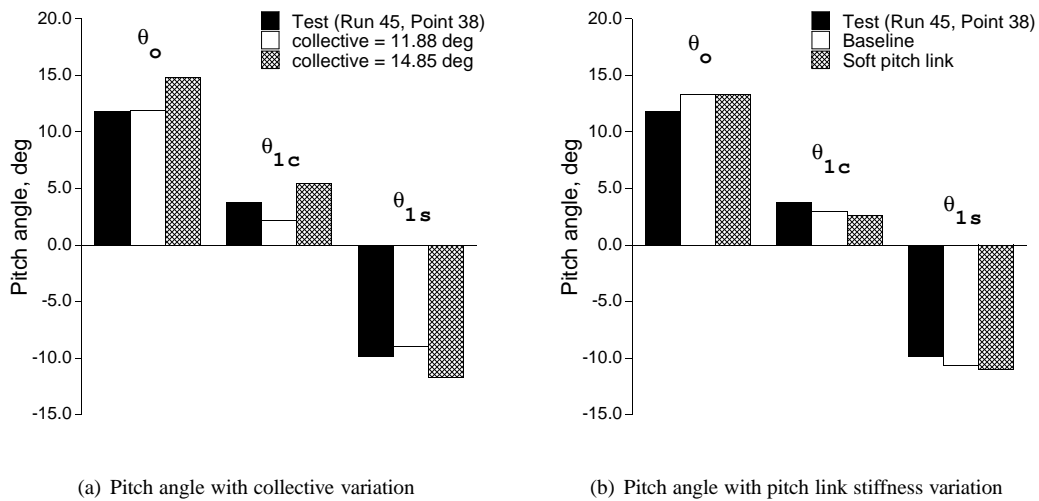 20.0
15.0
10.0
5.0
0.0
-5.0
-10.0
-15.0
Pitch angle, deg
Test (Run 45, Point 38)
collective = 11.88 deg
collective = 14.85 deg
θo
θ1c
θ1s
(a) Pitch angle with collective variation
20.0
15.0
10.0
5.0
0.0
-5.0
-10.0
-15.0
Pitch angle, deg
Test (Run 45, Point 38)
Baseline
Soft pitch link
θo
θ1c
θ1s
(b) Pitch angle with pitch link stiffness variation